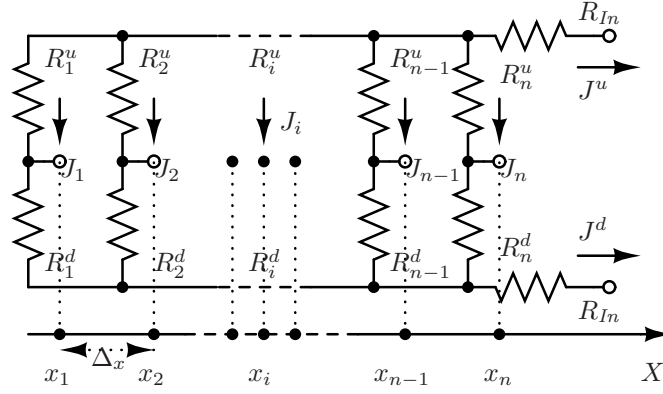 R_{In}
R_1^u R_2^u R_i^u R_{n-1}^u R_n^u
J^u
J_i
J_1 J_2 J_{n-1} J_n
J^d
R_1^d R_2^d R_i^d R_{n-1}^d R_n^d
R_{In}
Δ_x
x_1 x_2 x_i x_{n-1} x_n X